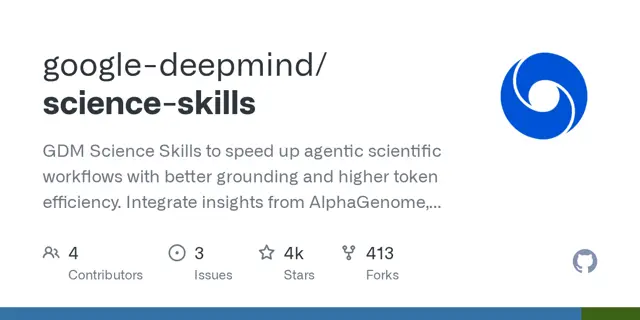 google-deepmind/
science-skills
GDM Science Skills to speed up agentic scientific
workflows with better grounding and higher token
efficiency. Integrate insights from AlphaGenome,...
4
Contributors
3
Issues
4k
Stars
413
Forks